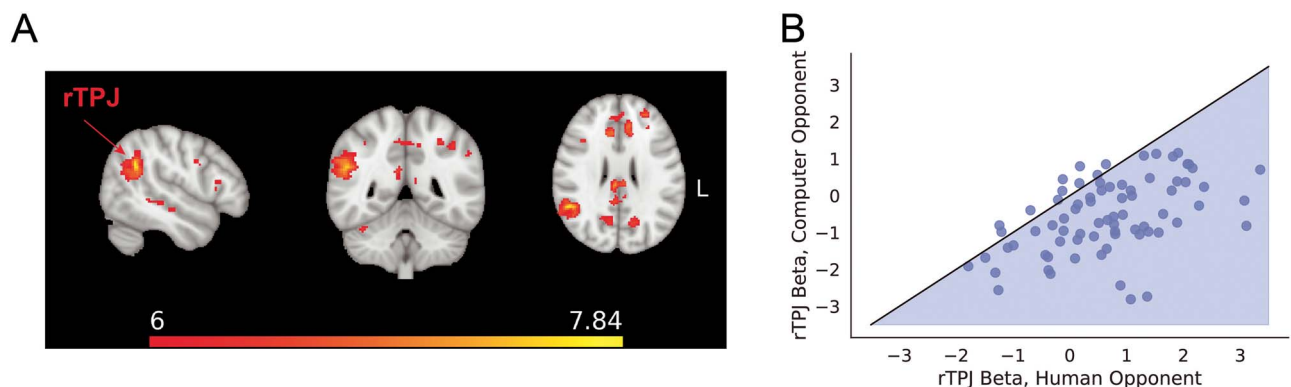 A
rTPJ
L
6 7.84
B
rTPJ Beta, Computer Opponent
3
2
1
0
−1
−2
−3
−3 −2 −1 0 1 2 3
rTPJ Beta, Human Opponent